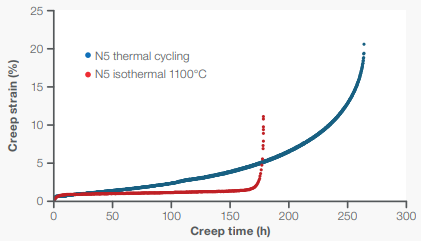 25
20
15
10
5
0
Creep strain (%)
N5 thermal cycling
N5 isothermal 1100°C
0 50 100 150 200 250 300
Creep time (h)